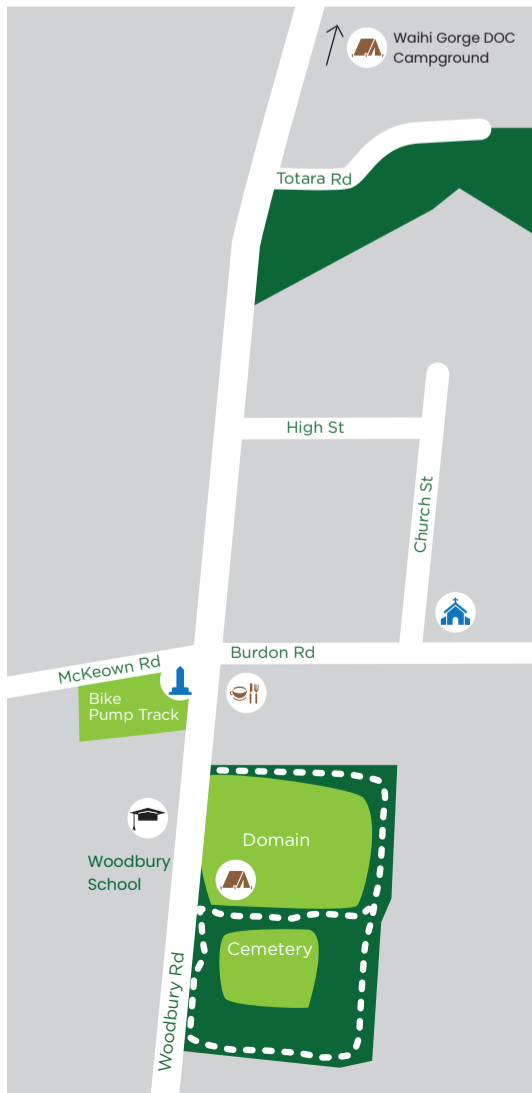 Waihi Gorge DOC
Campground
Totara Rd
High St
Church St
Burdon Rd
McKeown Rd
Bike
Pump Track
Domain
Woodbury
School
Cemetery
Woodbury Rd